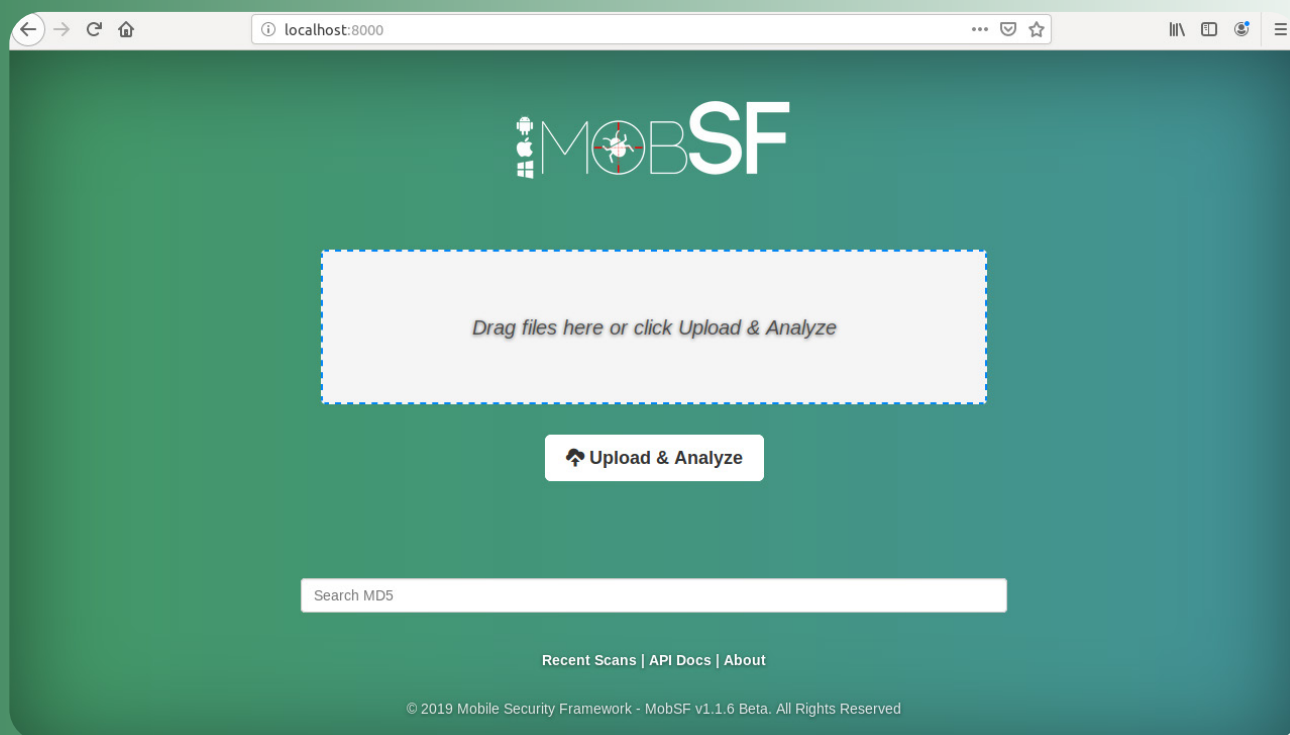 localhost:8000
MOBSF
Drag files here or click Upload & Analyze
Upload & Analyze
Search MD5
Recent Scans | API Docs | About
© 2019 Mobile Security Framework - MobSF v1.1.6 Beta. All Rights Reserved